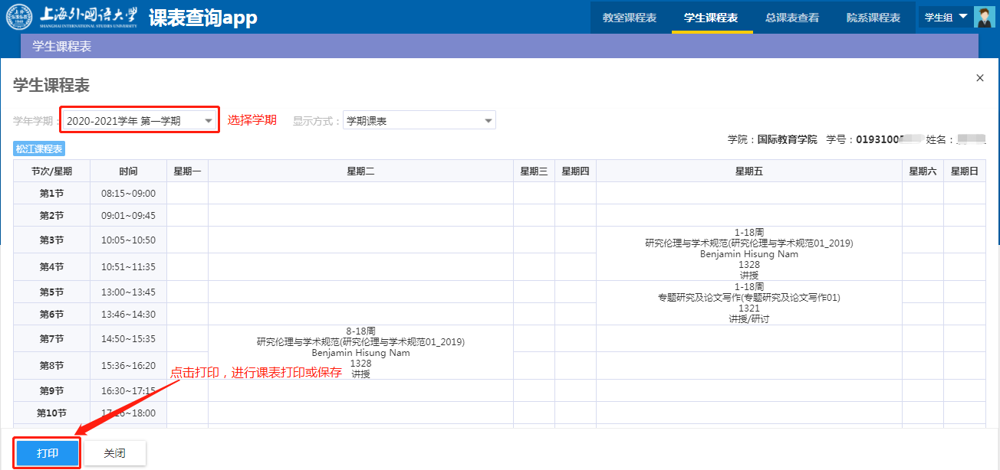 上海外国语大学 课表查询app 教室课程表 学生课程表 总课表查看 院系课程表 学生组
SHANGHAI INTERNATIONAL STUDIES UNIVERSITY
学生课程表
学生课程表 ×
学年学期： 2020-2021学年 第一学期 选择学期 显示方式： 学期课表
学院：国际教育学院 学号：0193100 姓名：
松江课程表
节次/星期 时间 星期一 星期二 星期三 星期四 星期五 星期六 星期日
第1节 08:15~09:00
第2节 09:01~09:45
第3节 10:05~10:50
第4节 10:51~11:35
1-18周
研究伦理与学术规范(研究伦理与学术规范01_2019)
Benjamin Hisung Nam
1328
讲授
第5节 13:00~13:45
第6节 13:46~14:30
1-18周
专题研究及论文写作(专题研究及论文写作01)
1321
讲授/研讨
第7节 14:50~15:35
第8节 15:36~16:20
8-18周
研究伦理与学术规范(研究伦理与学术规范01_2019)
Benjamin Hisung Nam
1328
讲授
点击打印，进行课表打印或保存
第9节 16:30~17:15
第10节 17:16~18:00
打印 关闭